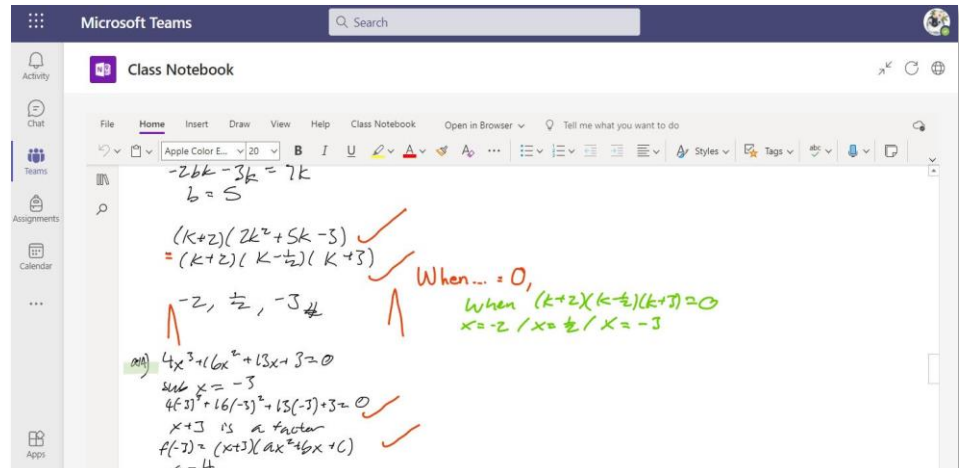 Microsoft Teams
Search
Activity
Chat
Teams
Assignments
Calendar
Apps
Class Notebook
File Home Insert Draw View Help Class Notebook Open in Browser Tell me what you want to do
Apple Color E... 20 B I U A ... Styles Tags abc
-2bk - 3k = 7k
b = 5
(k+2)(2k² + 5k - 3)
= (k+2)(k-½)(k+3)
When... = 0,
-2, ½, -3
When (k+2)(k-½)(k+3)=0
x=-2 / x=½ / x=-3
4x³+16x²+13x+3=0
sub x = -3
4(-3)³+16(-3)²+13(-3)+3=0
x+3 is a factor
f(-3) = (x+3)(ax²+bx+c)